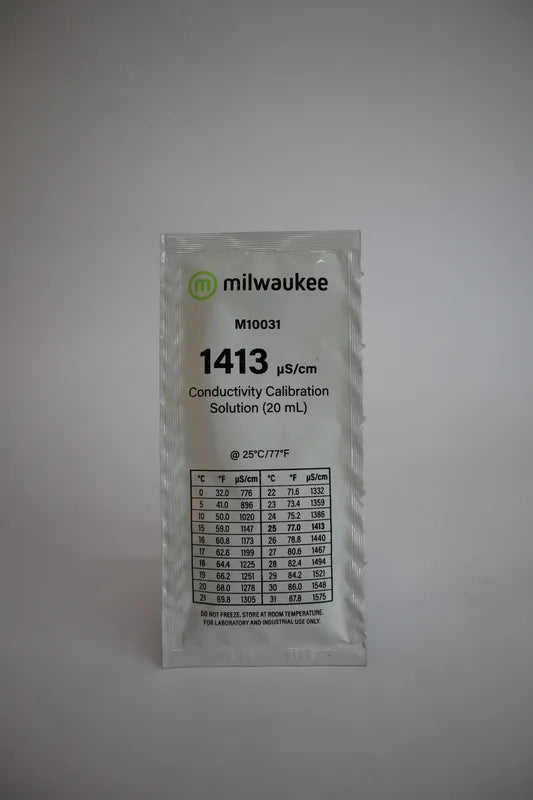 m milwaukee
M10031
1413 µS/cm
Conductivity Calibration
Solution (20 mL)
@ 25°C/77°F
°C °F µS/cm °C °F µS/cm
0 32.0 776 22 71.6 1332
5 41.0 896 23 73.4 1359
10 50.0 1020 24 75.2 1386
15 59.0 1147 25 77.0 1413
16 60.8 1173 26 78.8 1440
17 62.6 1199 27 80.6 1467
18 64.4 1225 28 82.4 1494
19 66.2 1251 29 84.2 1521
20 68.0 1278 30 86.0 1548
21 69.8 1305 31 87.8 1575
DO NOT FREEZE. STORE AT ROOM TEMPERATURE.
FOR LABORATORY AND INDUSTRIAL USE ONLY.